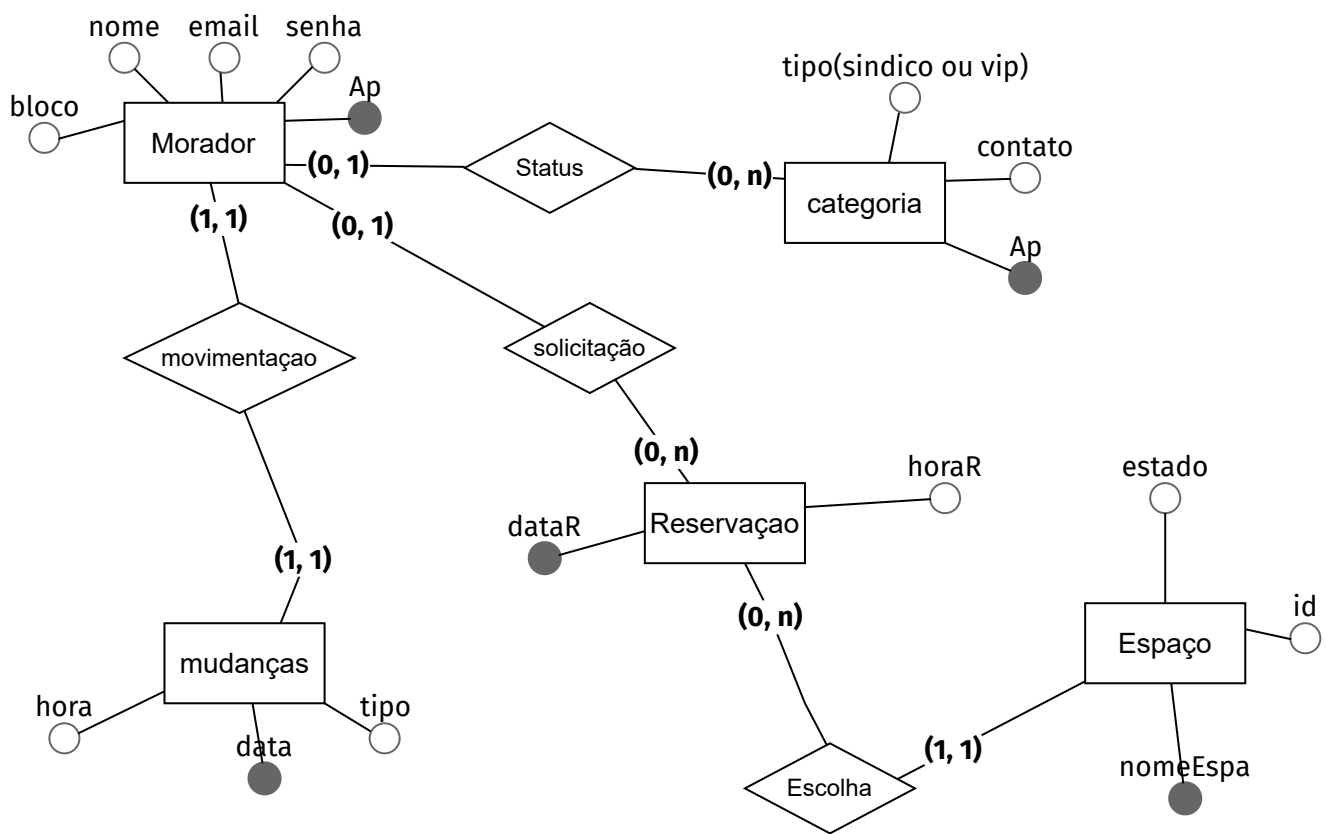 nome
email
senha
bloco
Ap
Morador
tipo(sindico ou vip)
contato
(0, 1)
Status
(0, n)
categoria
Ap
(1, 1)
(0, 1)
movimentaçao
solicitação
(0, n)
horaR
estado
dataR
Reservaçao
(1, 1)
(0, n)
id
Espaço
mudanças
hora
data
tipo
(1, 1)
nomeEspa
Escolha